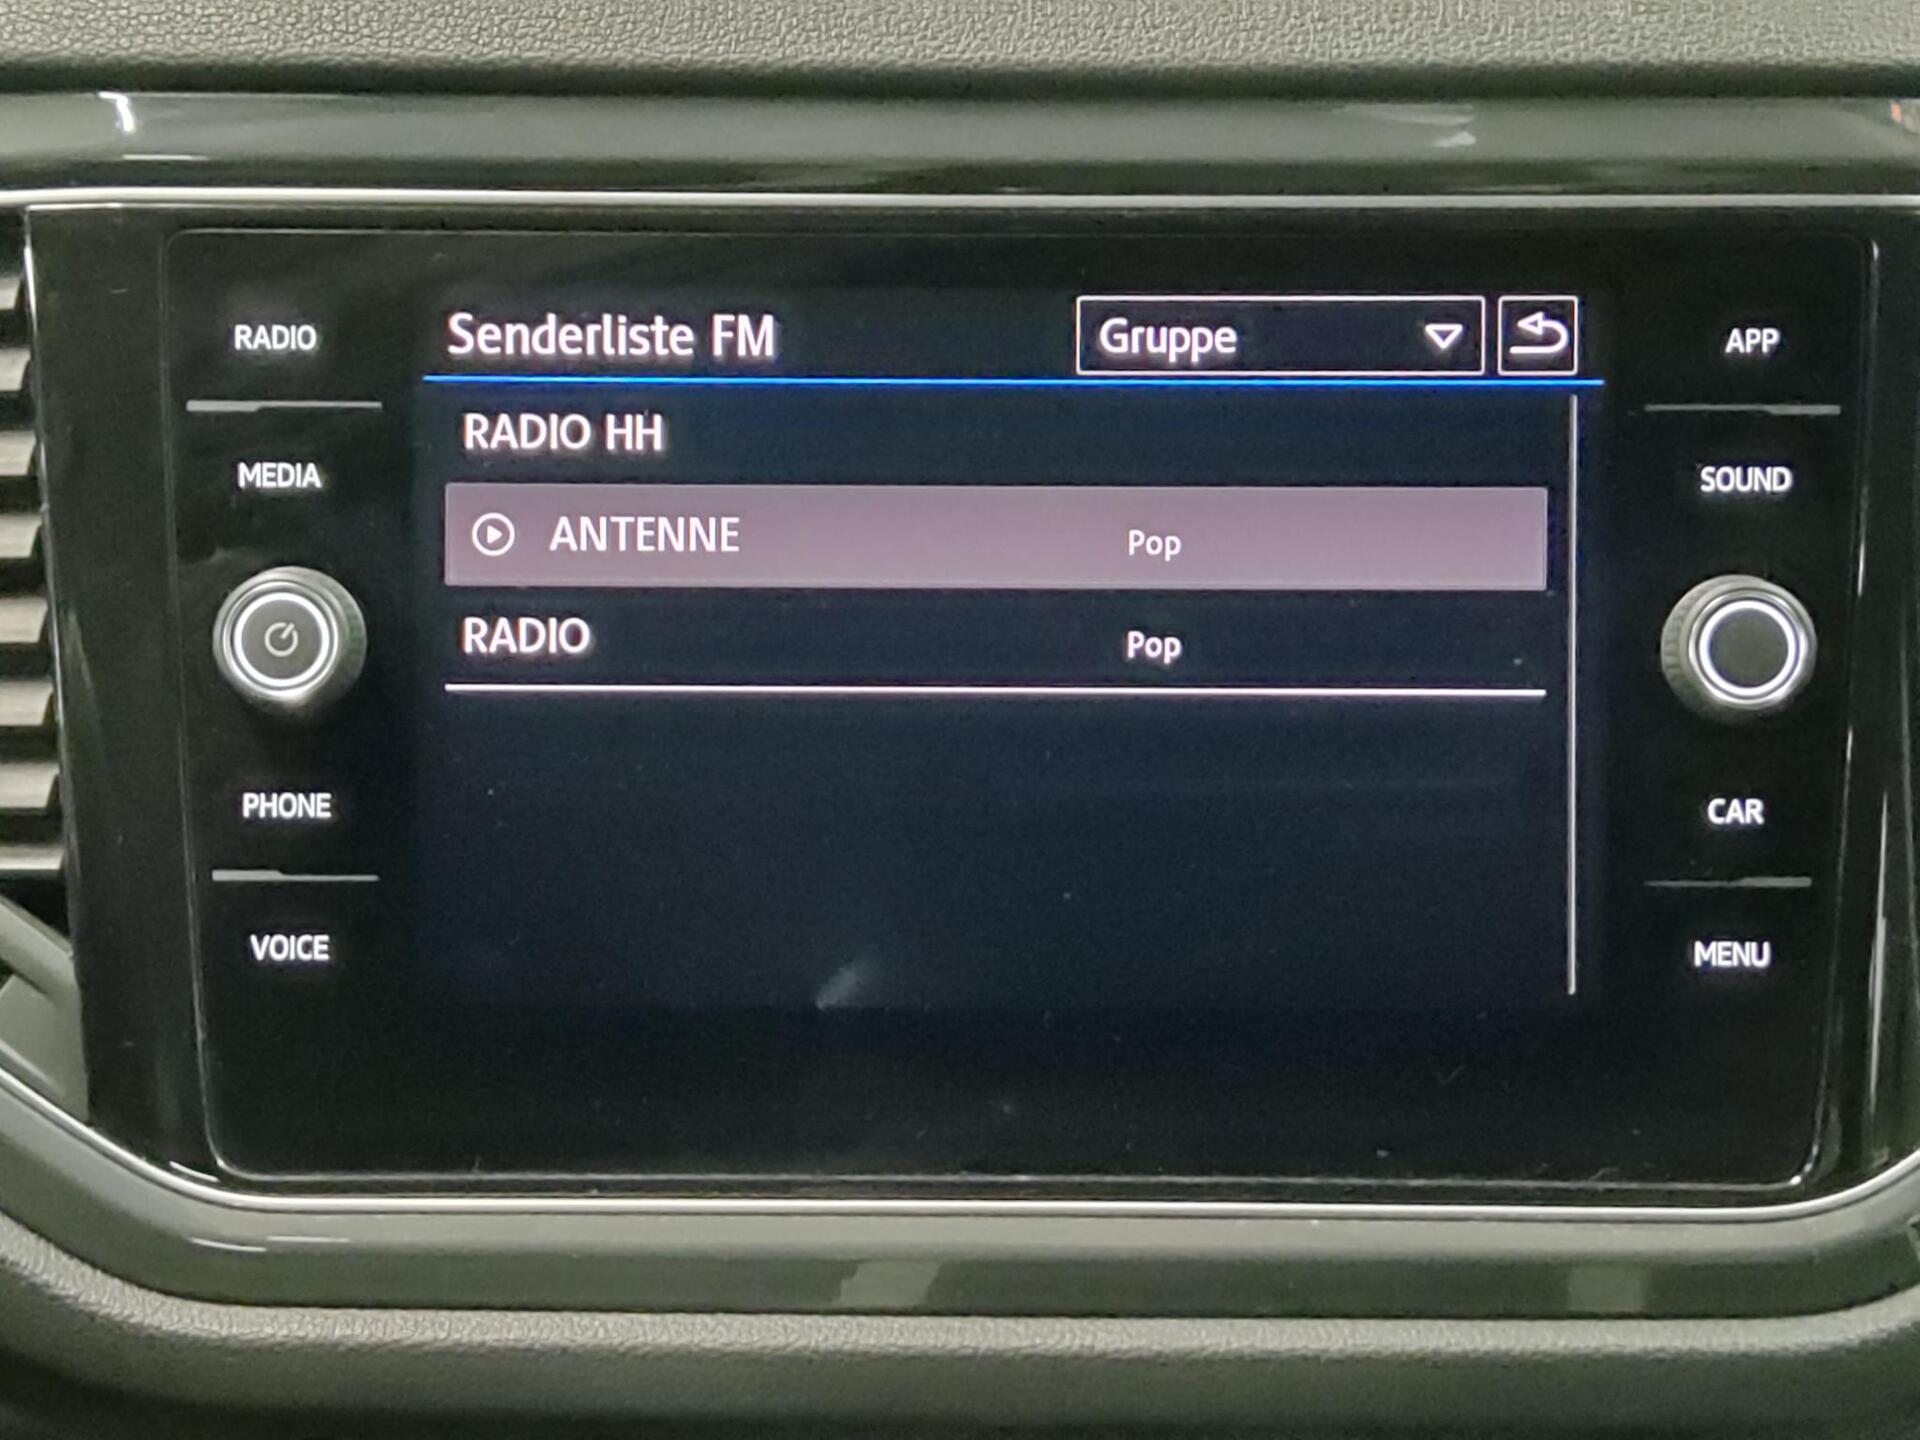 RADIO
MEDIA
PHONE
VOICE
Senderliste FM Gruppe
RADIO HH
ANTENNE Pop
RADIO Pop
APP
SOUND
CAR
MENU